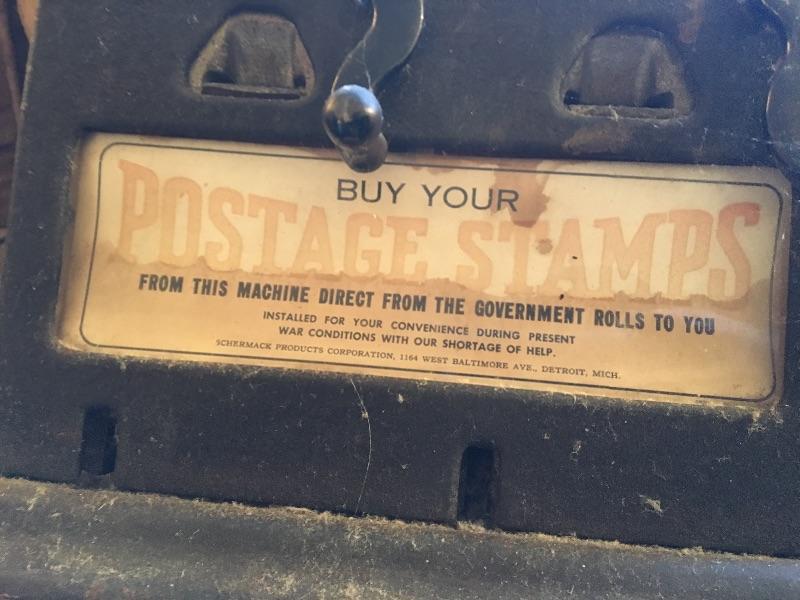 BUY YOUR
POSTAGE STAMPS
FROM THIS MACHINE DIRECT FROM THE GOVERNMENT ROLLS TO YOU
INSTALLED FOR YOUR CONVENIENCE DURING PRESENT
WAR CONDITIONS WITH OUR SHORTAGE OF HELP.
SCHERMACK PRODUCTS CORPORATION, 1164 WEST BALTIMORE AVE., DETROIT, MICH.